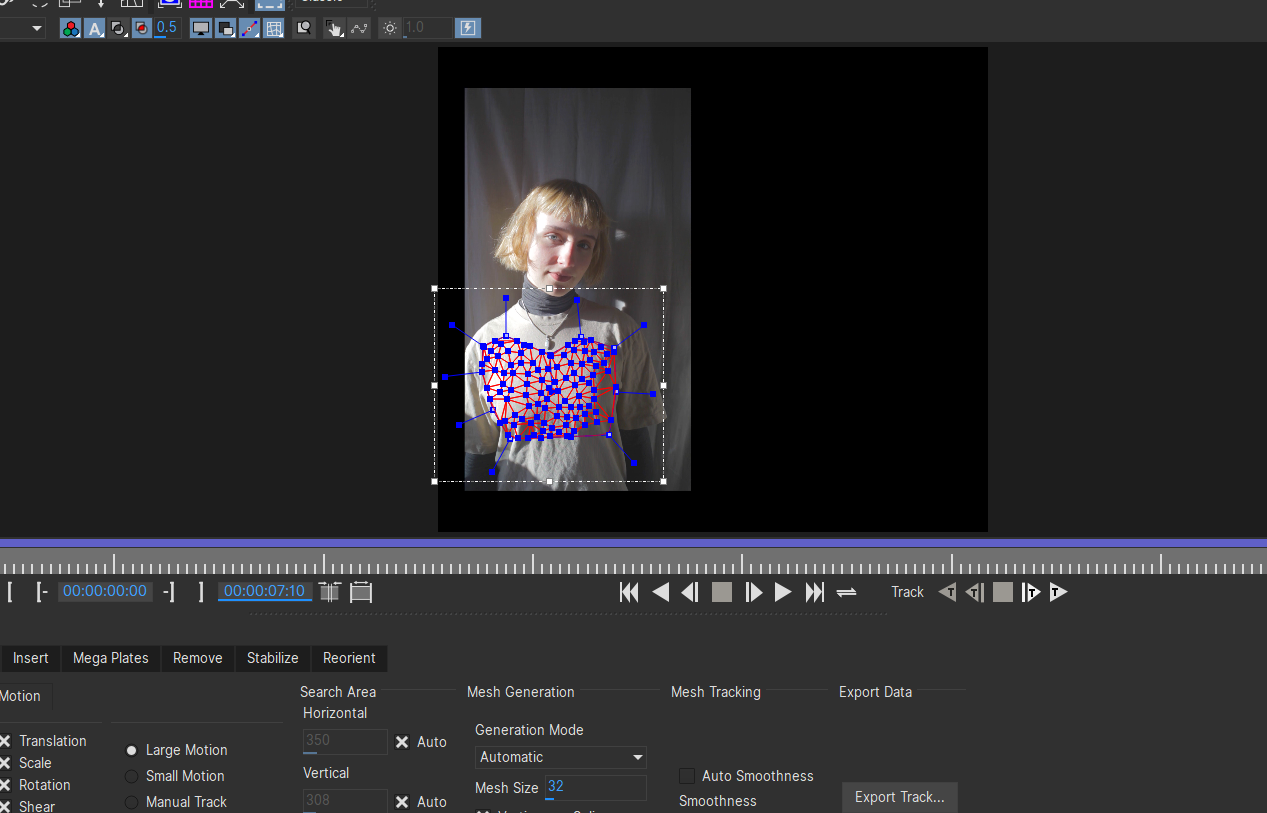 A
0.5
1.0
[ [- 00:00:00:00 -] ] 00:00:07:10
Track
T T T T
Insert Mega Plates Remove Stabilize Reorient
Motion
Translation
Scale
Rotation
Shear
Large Motion
Small Motion
Manual Track
Search Area
Horizontal
350 Auto
Vertical
308 Auto
Mesh Generation
Generation Mode
Automatic
Mesh Size 32
Mesh Tracking
Auto Smoothness
Smoothness
Export Data
Export Track...